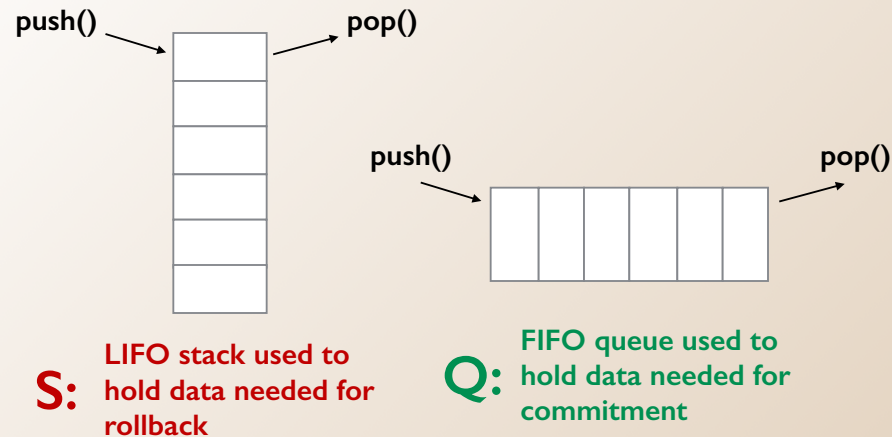 push()
pop()
push()
pop()
S:
LIFO stack used to
hold data needed for
rollback
Q:
FIFO queue used to
hold data needed for
commitment